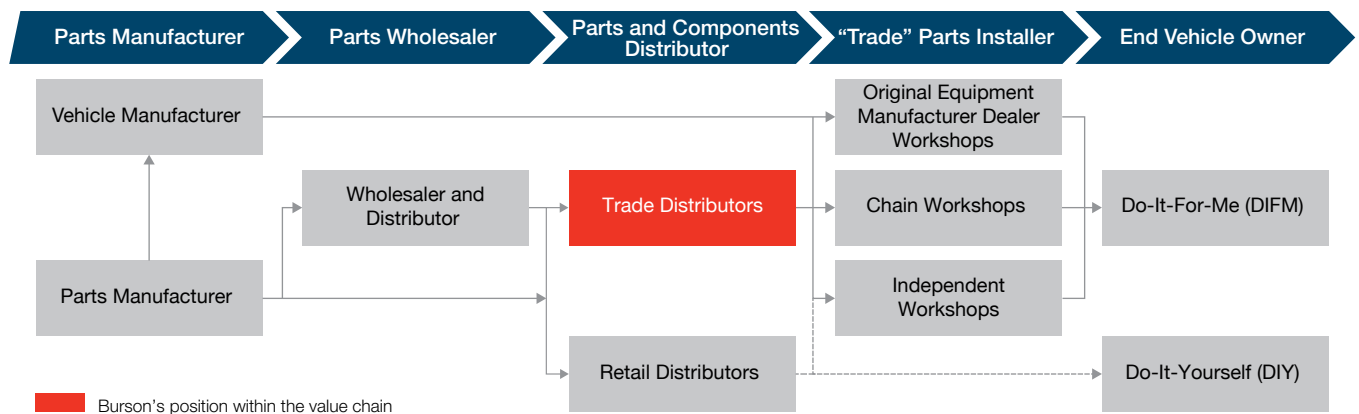 Parts Manufacturer
Parts Wholesaler
Parts and Components
Distributor
“Trade” Parts Installer
End Vehicle Owner
Vehicle Manufacturer
Original Equipment
Manufacturer Dealer
Workshops
Wholesaler and
Distributor
Trade Distributors
Chain Workshops
Do-It-For-Me (DIFM)
Parts Manufacturer
Independent
Workshops
Retail Distributors
Do-It-Yourself (DIY)
Burson’s position within the value chain